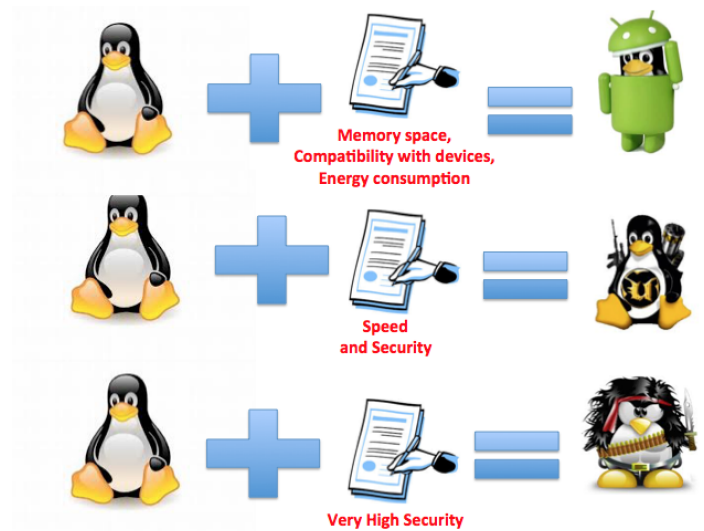 Memory space,
Compatibility with devices,
Energy consumption
Speed
and Security
Very High Security